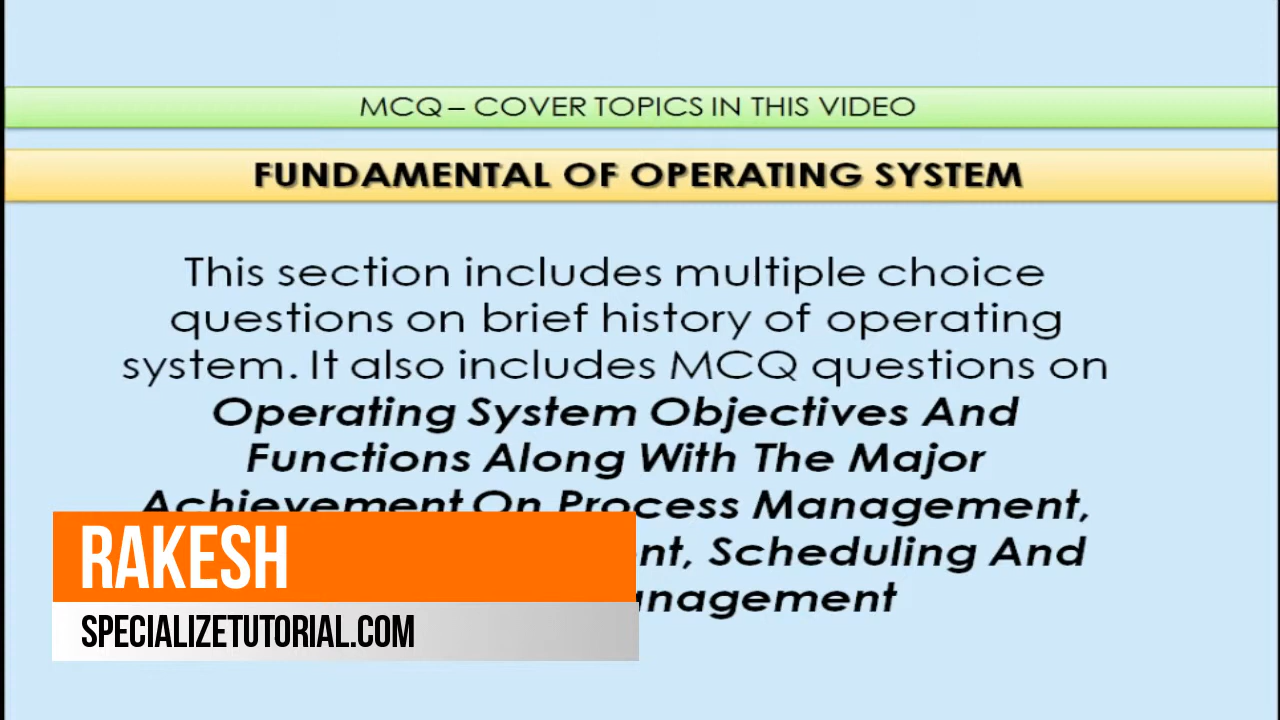 MCQ – COVER TOPICS IN THIS VIDEO
FUNDAMENTAL OF OPERATING SYSTEM
This section includes multiple choice
questions on brief history of operating
system. It also includes MCQ questions on
Operating System Objectives And
Functions Along With The Major
Achievement On Process Management,
Scheduling And
RAKESH
SPECIALIZETUTORIAL.COM